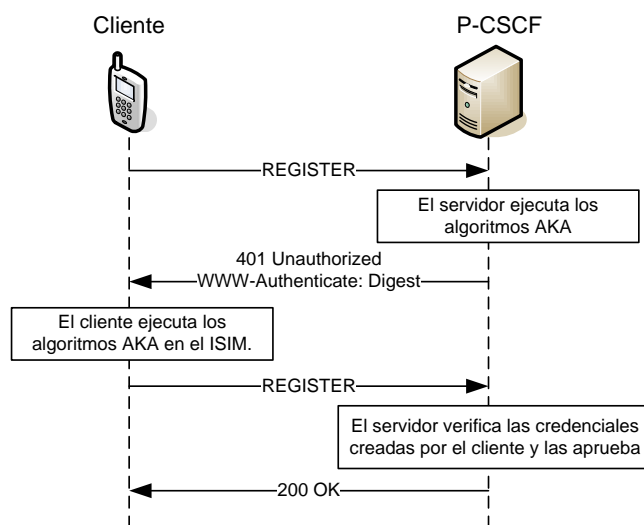 Cliente
P-CSCF
REGISTER
El servidor ejecuta los
algoritmos AKA
401 Unauthorized
WWW-Authenticate: Digest
El cliente ejecuta los
algoritmos AKA en el ISIM.
REGISTER
El servidor verifica las credenciales
creadas por el cliente y las aprueba
200 OK